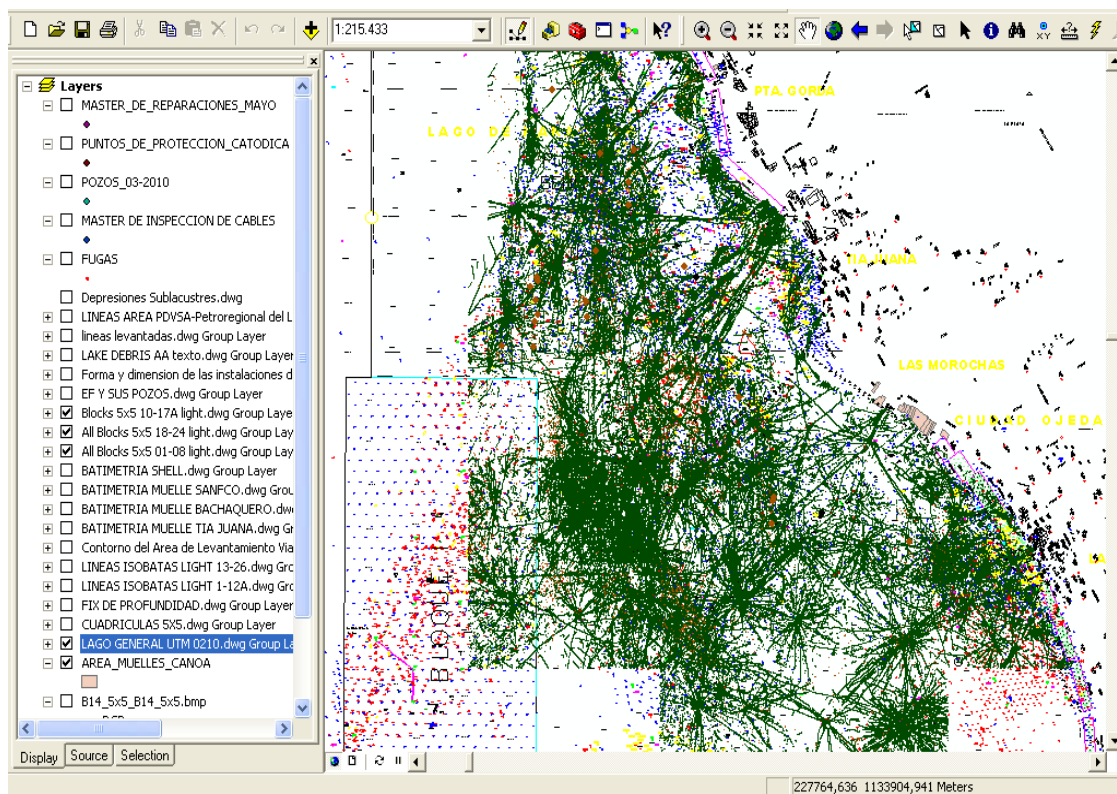 1:215.433
XY
Layers
MASTER_DE_REPARACIONES_MAYO
PUNTOS_DE_PROTECCION_CATODICA
POZOS_03-2010
MASTER DE INSPECCION DE CABLES
FUGAS
Depresiones Sublacustres.dwg
LINEAS AREA PDVSA-Petroregional del L
lineas levantadas.dwg Group Layer
LAKE DEBRIS AA texto.dwg Group Layer
Forma y dimension de las instalaciones d
EF Y SUS POZOS.dwg Group Layer
Blocks 5x5 10-17A light.dwg Group Laye
All Blocks 5x5 18-24 light.dwg Group Lay
All Blocks 5x5 01-08 light.dwg Group Lay
BATIMETRIA SHELL.dwg Group Layer
BATIMETRIA MUELLE SANFCO.dwg Grou
BATIMETRIA MUELLE BACHAQUERO.dw
BATIMETRIA MUELLE TIA JUANA.dwg Gr
Contorno del Area de Levantamiento Via
LINEAS ISOBATAS LIGHT 13-26.dwg Grc
LINEAS ISOBATAS LIGHT 1-12A.dwg Gro
FIX DE PROFUNDIDAD.dwg Group Layer
CUADRICULAS 5X5.dwg Group Layer
LAGO GENERAL UTM 0210.dwg Group La
AREA_MUELLES_CANOA
B14_5x5_B14_5x5.bmp
Display Source Selection
PTA. GORDA
LAGO DE
TIA JUANA
LAS MOROCHAS
CIUDAD OJEDA
LA
BLOQUE
227764,636 1133904,941 Meters